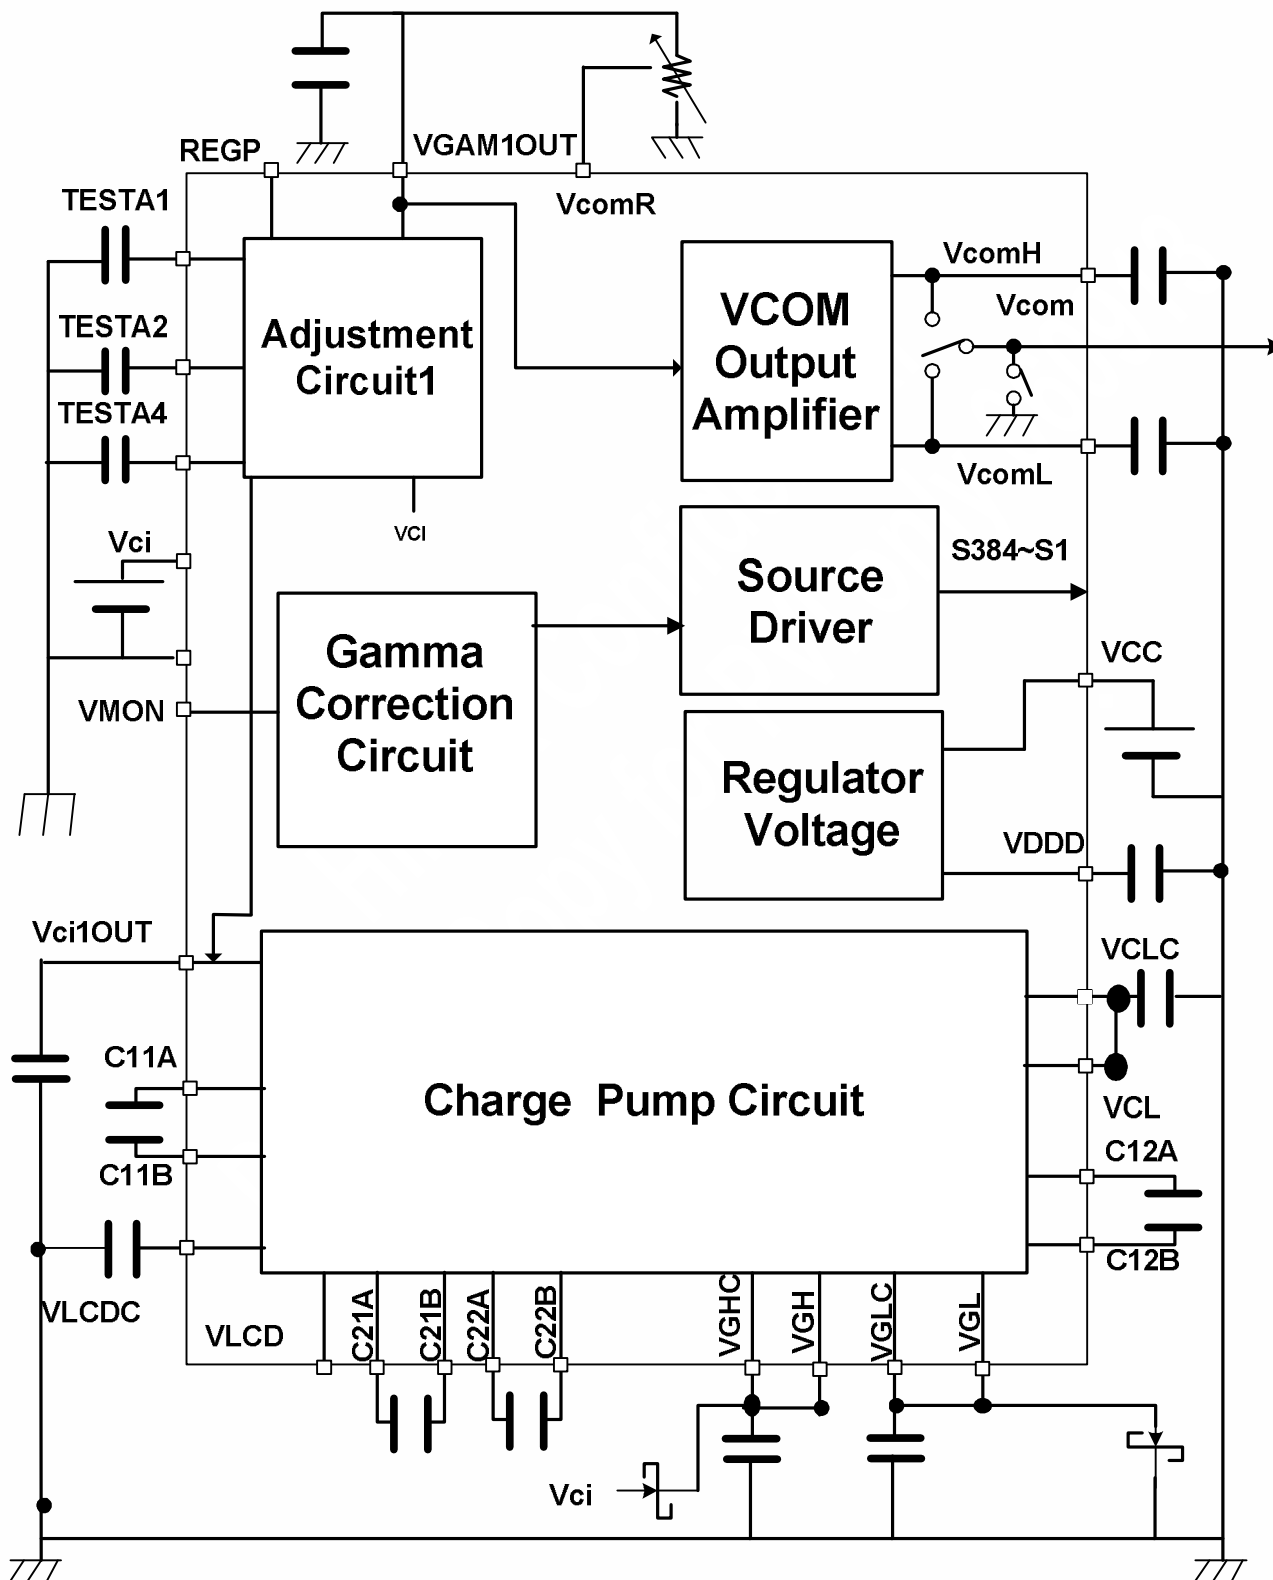 REGP
VGAM1OUT
VcomR
TESTA1
TESTA2
TESTA4
Adjustment
Circuit1
VCI
VCOM
Output
Amplifier
VcomH
Vcom
VcomL
Vci
Source
Driver
S384~S1
Gamma
Correction
Circuit
VMON
VCC
Regulator
Voltage
VDDD
Vci1OUT
VCLC
C11A
Charge Pump Circuit
VCL
C11B
C12A
C12B
VLCDC
VLCD
C21A
C21B
C22A
C22B
VGHC
VGH
VGLC
VGL
Vci